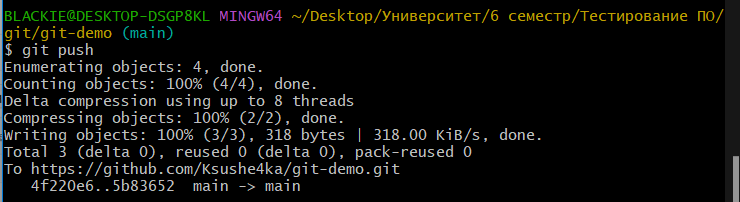 BLACKIE@DESKTOP-DSGP8KL MINGW64 ~/Desktop/Университет/6 семестр/Тестирование ПО/
git/git-demo (main)
$ git push
Enumerating objects: 4, done.
Counting objects: 100% (4/4), done.
Delta compression using up to 8 threads
Compressing objects: 100% (2/2), done.
Writing objects: 100% (3/3), 318 bytes | 318.00 KiB/s, done.
Total 3 (delta 0), reused 0 (delta 0), pack-reused 0
To https://github.com/Ksushe4ka/git-demo.git
   4f220e6..5b83652  main -> main